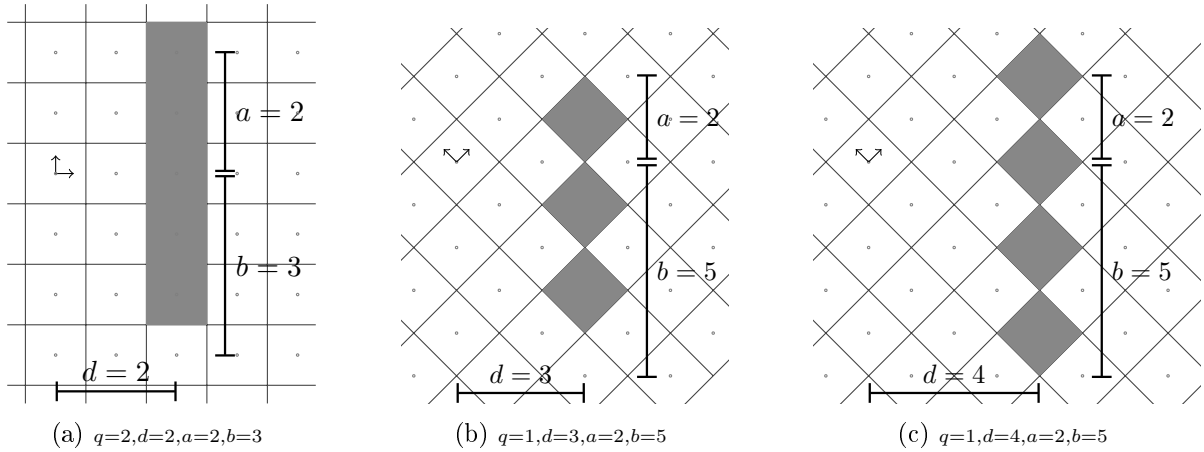 a = 2
b = 3
d = 2
(a) q=2,d=2,a=2,b=3
a = 2
b = 5
d = 3
(b) q=1,d=3,a=2,b=5
a = 2
b = 5
d = 4
(c) q=1,d=4,a=2,b=5